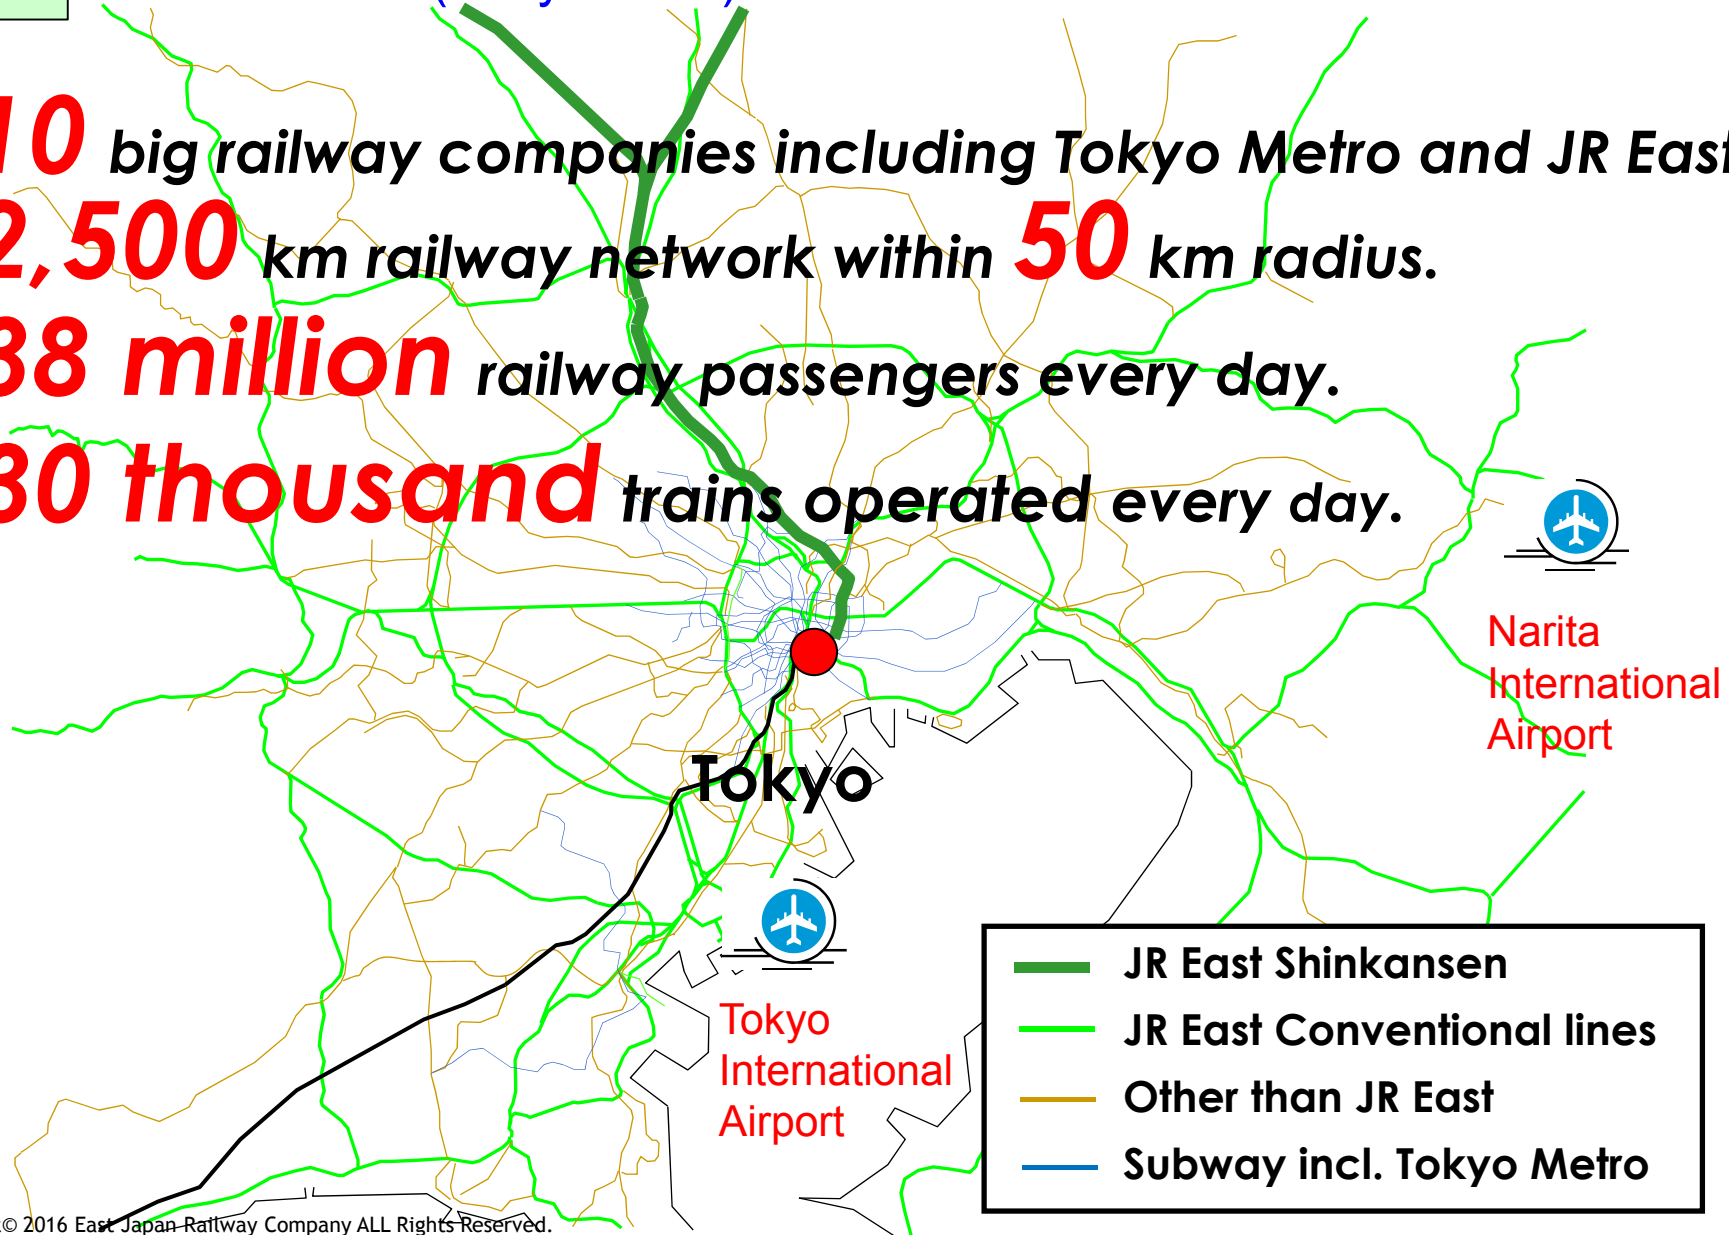 10 big railway companies including Tokyo Metro and JR East
2,500 km railway network within 50 km radius.
38 million railway passengers every day.
30 thousand trains operated every day.
Narita
International
Airport
Tokyo
Tokyo
International
Airport
JR East Shinkansen
JR East Conventional lines
Other than JR East
Subway incl. Tokyo Metro
© 2016 East Japan Railway Company ALL Rights Reserved.